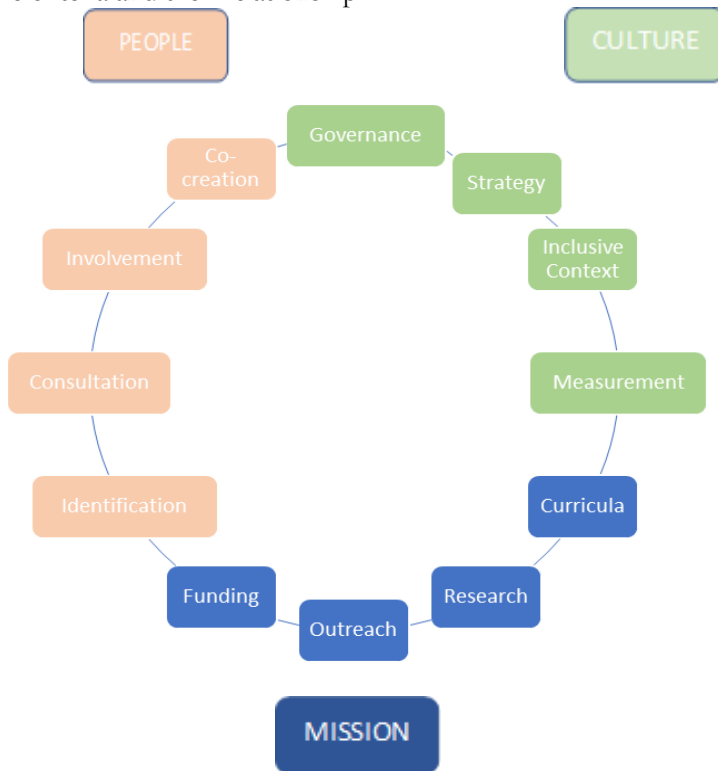 PEOPLE
CULTURE
Governance
Co-
creation
Strategy
Involvement
Inclusive
Context
Consultation
Measurement
Identification
Curricula
Funding
Research
Outreach
MISSION